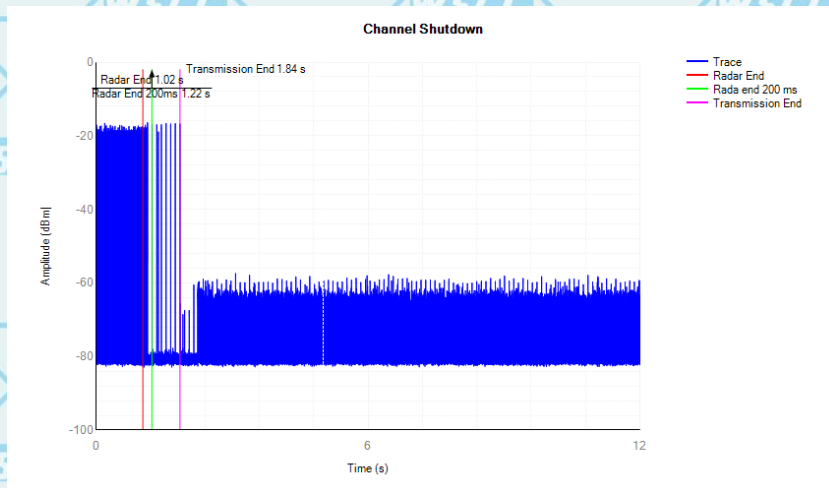 Channel Shutdown
Transmission End 1.84 s
Radar End 1.02 s
Radar End 200ms 1.22 s
Trace
Radar End
Rada end 200 ms
Transmission End
Amplitude (dBm)
0
-20
-40
-60
-80
-100
0
6
12
Time (s)